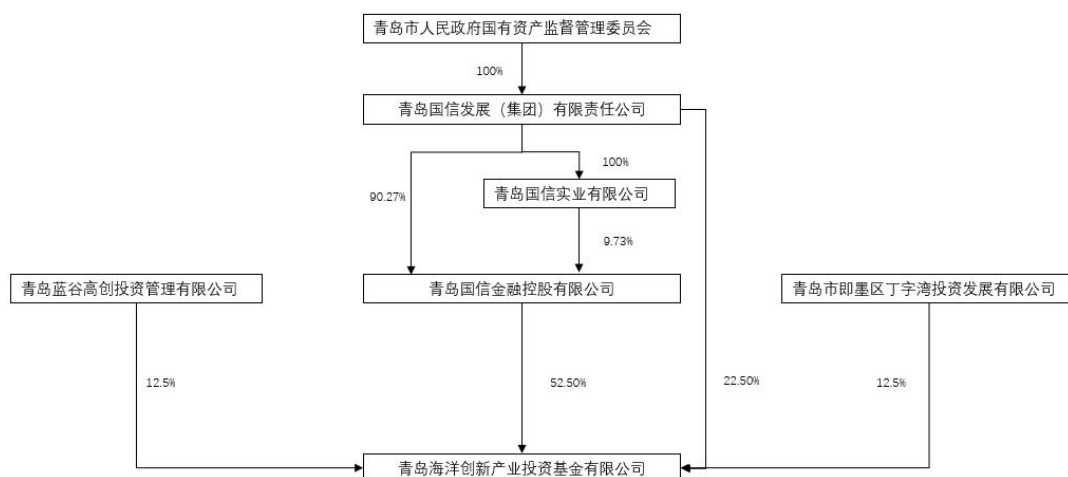 青岛市人民政府国有资产监督管理委员会
100%
青岛国信发展（集团）有限责任公司
100%
青岛国信实业有限公司
90.27%
9.73%
青岛蓝谷高创投资管理有限公司
青岛国信金融控股有限公司
青岛市即墨区丁字湾投资发展有限公司
12.5%
52.50%
22.50%
12.5%
青岛海洋创新产业投资基金有限公司